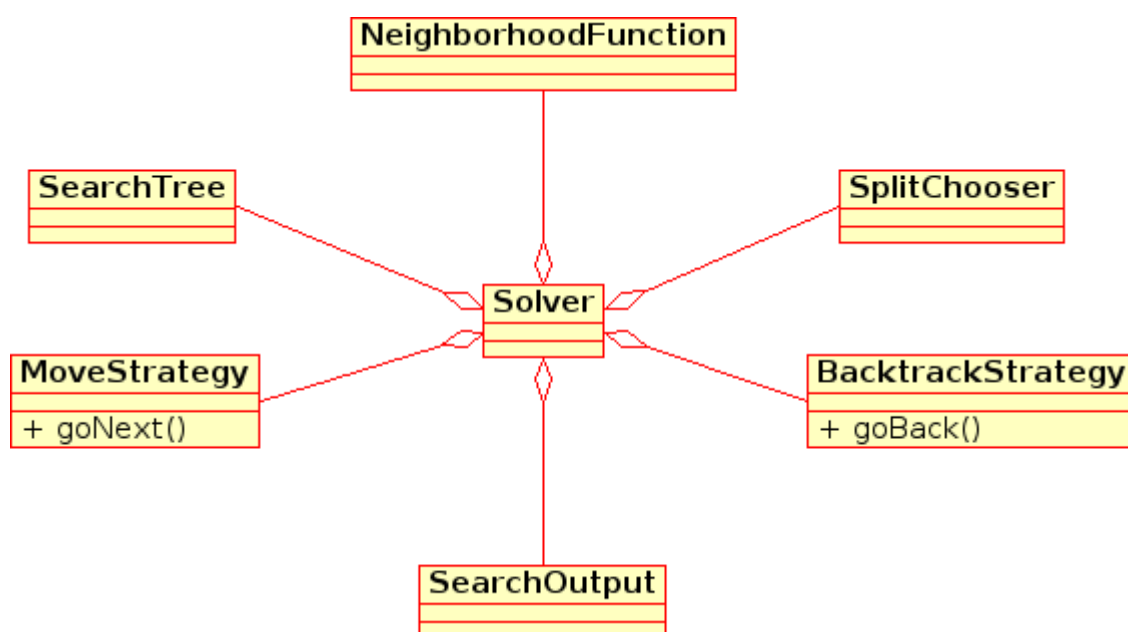 NeighborhoodFunction
SearchTree
SplitChooser
Solver
MoveStrategy
+ goNext()
BacktrackStrategy
+ goBack()
SearchOutput